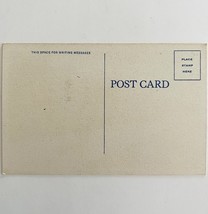 THIS SPACE FOR WRITING MESSAGES
POST CARD
PLACE
STAMP
HERE